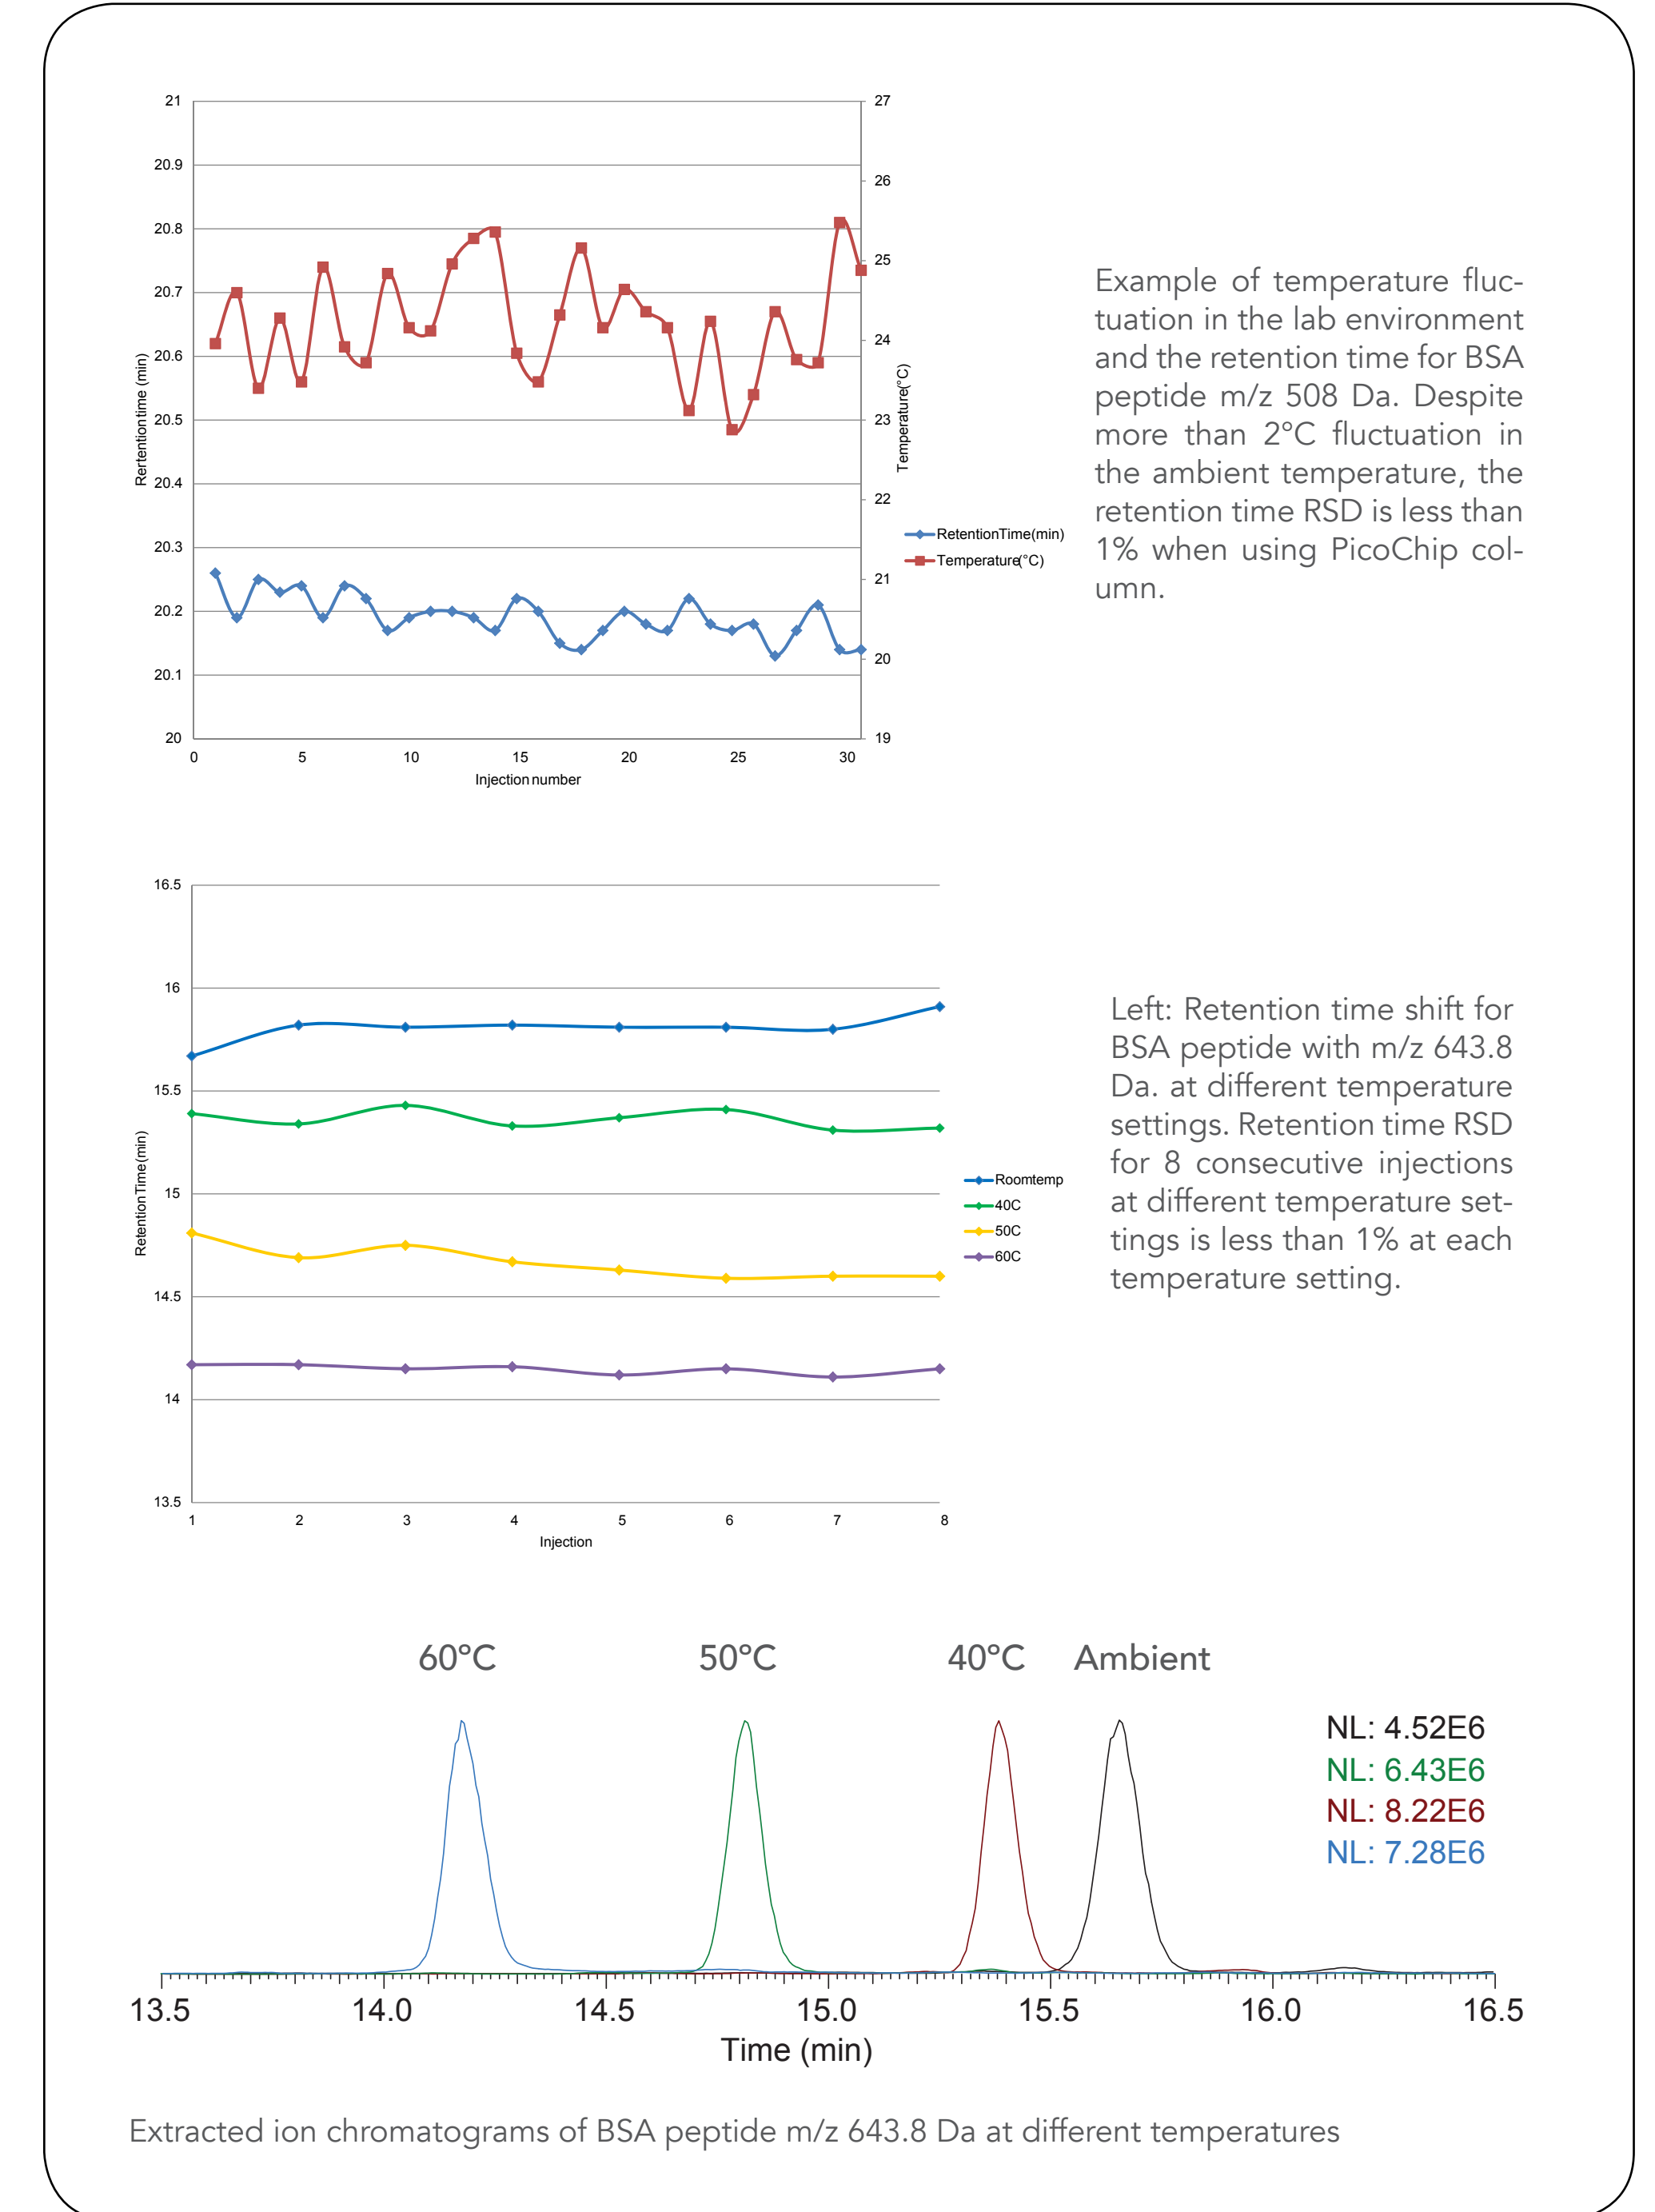 21
20.9
20.8
20.7
20.6
20.5
20.4
20.3
20.2
20.1
20
Rertentiontime (min)
27
26
25
24
23
22
21
20
19
Temperature(°C)
0 5 10 15 20 25 30
Injection number
RetentionTime(min)
Temperature(°C)
Example of temperature fluc-
tuation in the lab environment
and the retention time for BSA
peptide m/z 508 Da. Despite
more than 2°C fluctuation in
the ambient temperature, the
retention time RSD is less than
1% when using PicoChip col-
umn.
16.5
16
15.5
15
14.5
14
13.5
RetentionTime(min)
1 2 3 4 5 6 7 8
Injection
Roomtemp
40C
50C
60C
Left: Retention time shift for
BSA peptide with m/z 643.8
Da. at different temperature
settings. Retention time RSD
for 8 consecutive injections
at different temperature set-
tings is less than 1% at each
temperature setting.
60°C 50°C 40°C Ambient
NL: 4.52E6
NL: 6.43E6
NL: 8.22E6
NL: 7.28E6
13.5 14.0 14.5 15.0 15.5 16.0 16.5
Time (min)
Extracted ion chromatograms of BSA peptide m/z 643.8 Da at different temperatures